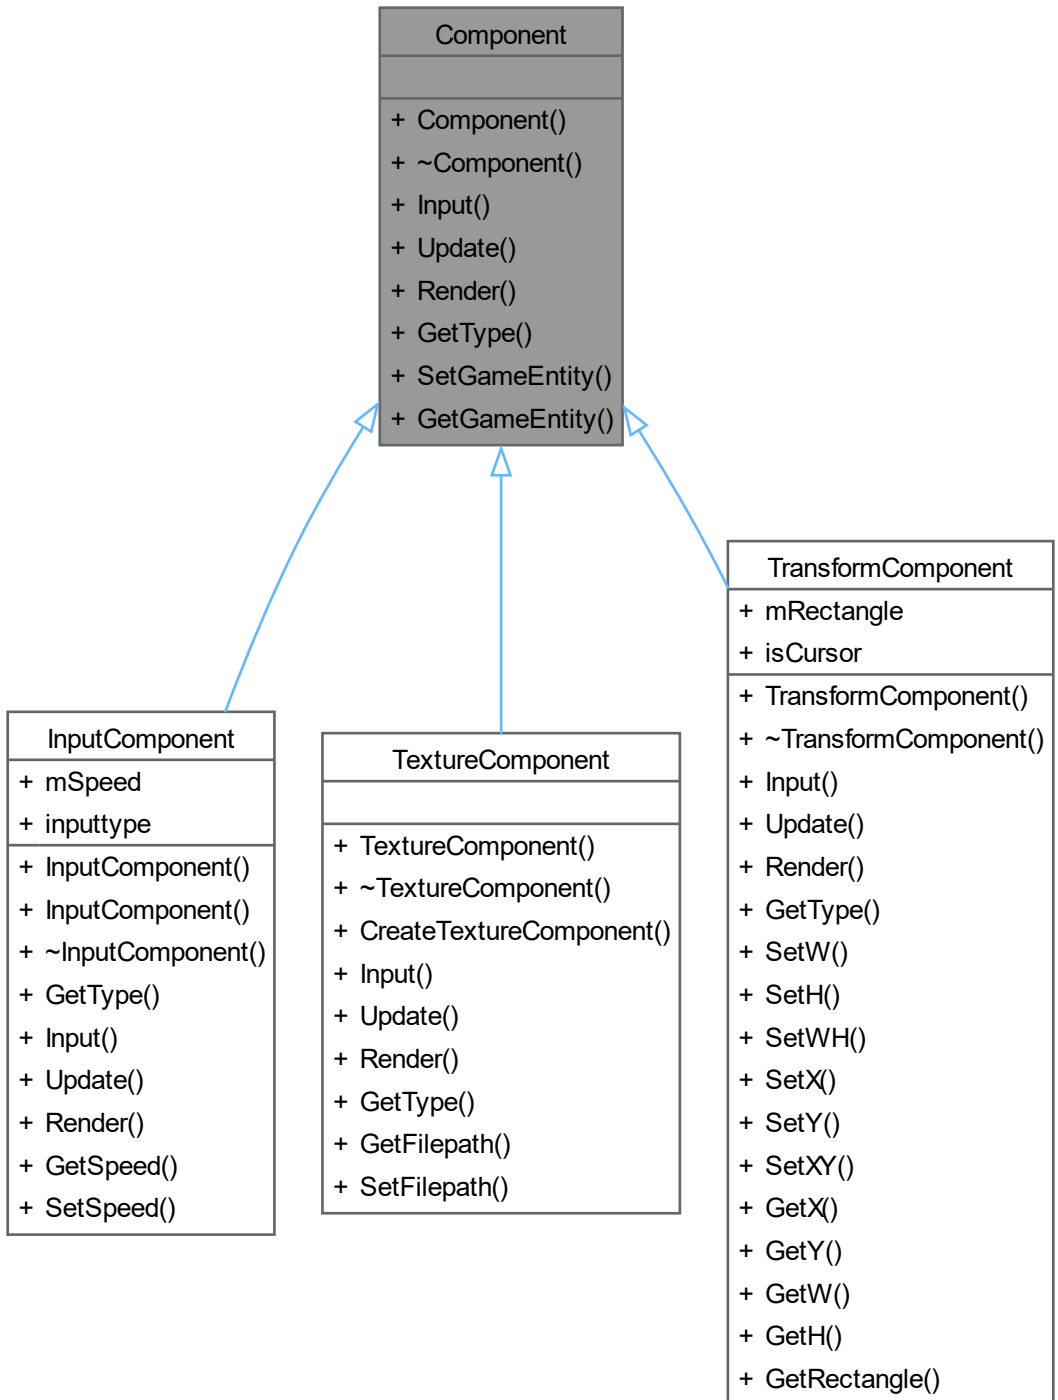 Component
+ Component()
+ ~Component()
+ Input()
+ Update()
+ Render()
+ GetType()
+ SetGameEntity()
+ GetGameEntity()
InputComponent
+ mSpeed
+ inputtype
+ InputComponent()
+ InputComponent()
+ ~InputComponent()
+ GetType()
+ Input()
+ Update()
+ Render()
+ GetSpeed()
+ SetSpeed()
TextureComponent
+ TextureComponent()
+ ~TextureComponent()
+ CreateTextureComponent()
+ Input()
+ Update()
+ Render()
+ GetType()
+ GetFilepath()
+ SetFilepath()
TransformComponent
+ mRectangle
+ isCursor
+ TransformComponent()
+ ~TransformComponent()
+ Input()
+ Update()
+ Render()
+ GetType()
+ SetW()
+ SetH()
+ SetWH()
+ SetX()
+ SetY()
+ SetXY()
+ GetX()
+ GetY()
+ GetW()
+ GetH()
+ GetRectangle()